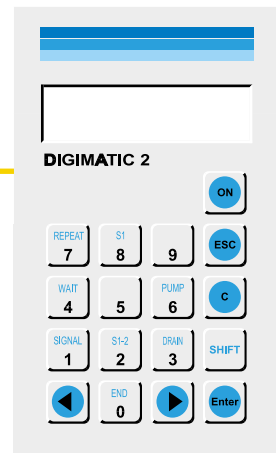 DIGIMATIC 2
ON
REPEAT S1
7 8 9 ESC
WAIT PUMP
4 5 6 C
SIGNAL S1-2 DRAIN
1 2 3 SHIFT
END
0 Enter